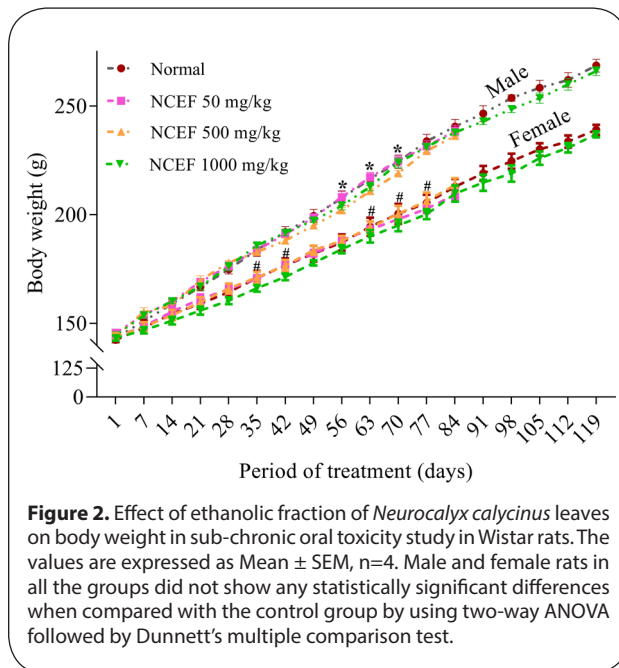 Normal
NCEF 50 mg/kg
NCEF 500 mg/kg
NCEF 1000 mg/kg
Male
Female
Body weight (g)
250
200
150
125
0
* * * *
# # # # #
1 7 14 21 28 35 42 49 56 63 70 77 84 91 98 105 112 119
Period of treatment (days)
Figure 2. Effect of ethanolic fraction of Neurocalyx calycinus leaves
on body weight in sub-chronic oral toxicity study in Wistar rats. The
values are expressed as Mean ± SEM, n=4. Male and female rats in
all the groups did not show any statistically significant differences
when compared with the control group by using two-way ANOVA
followed by Dunnett's multiple comparison test.